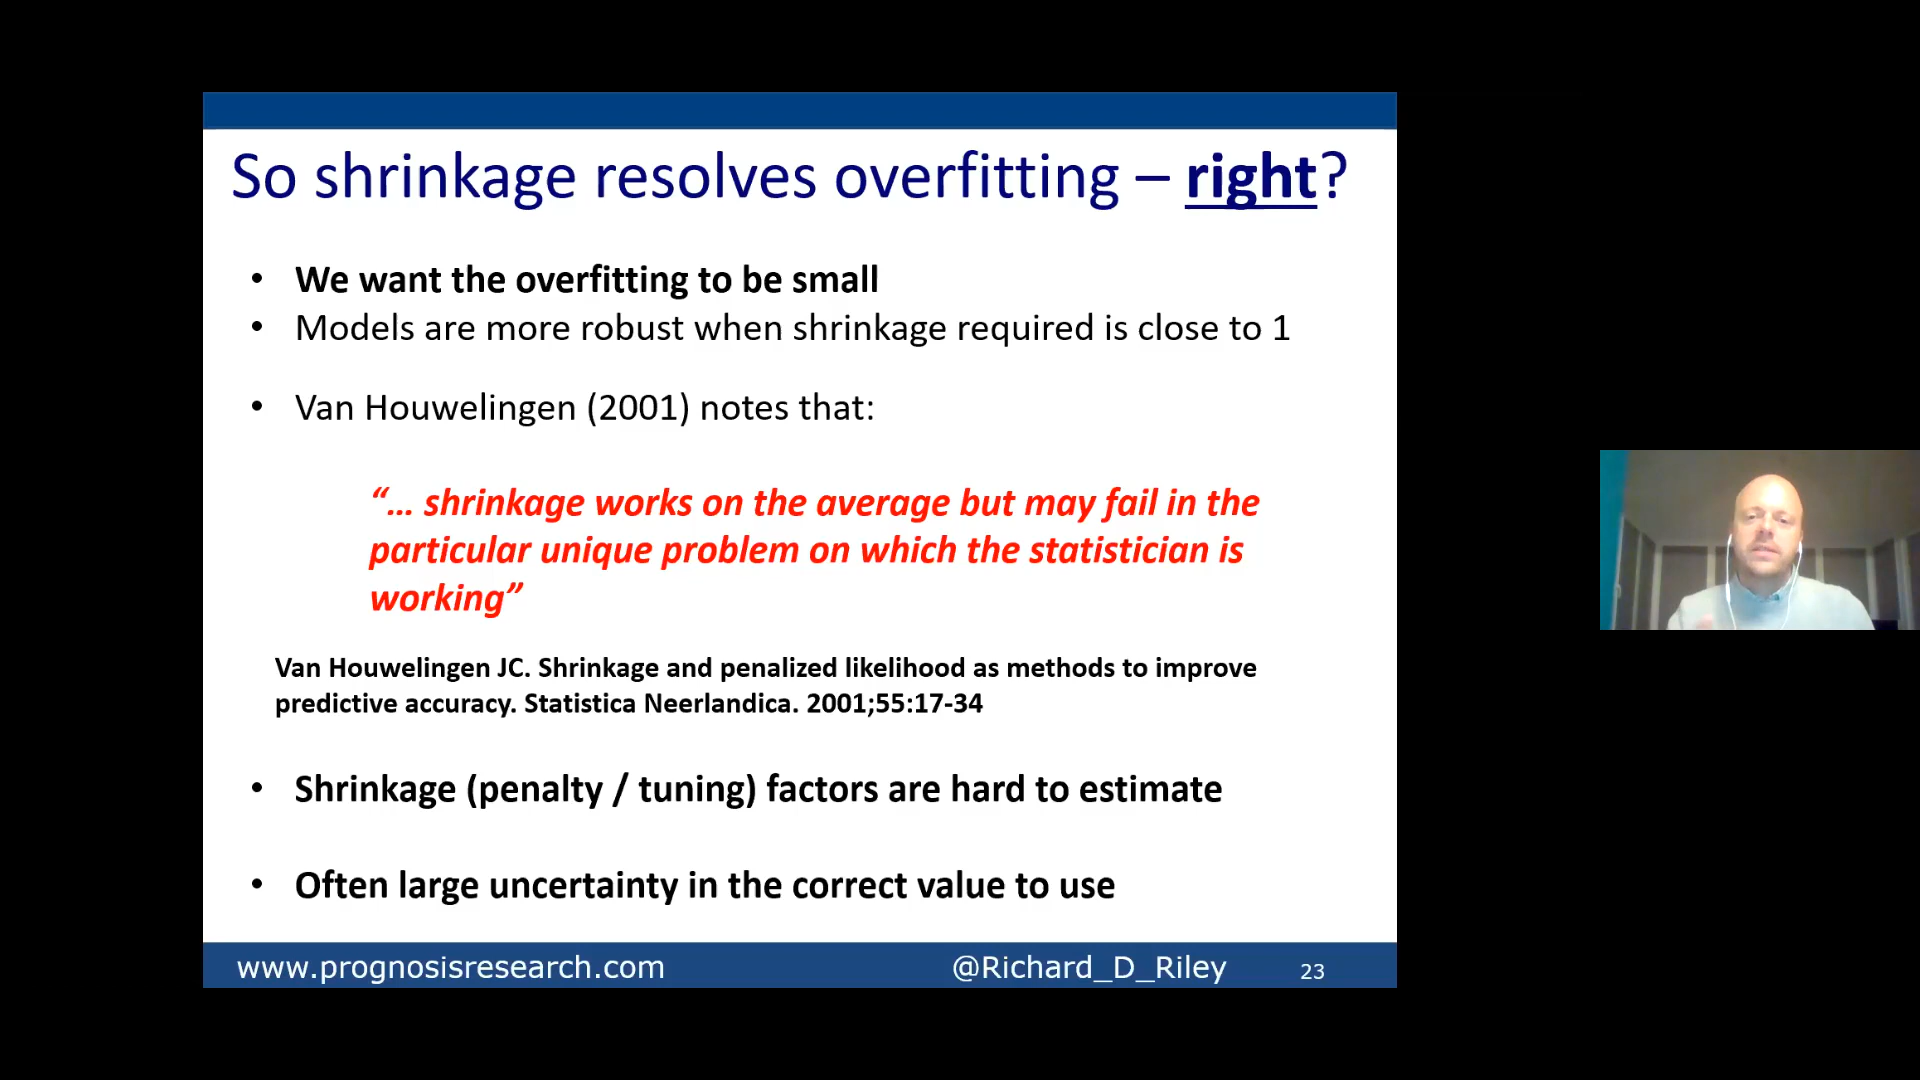 So shrinkage resolves overfitting – right?
• We want the overfitting to be small
• Models are more robust when shrinkage required is close to 1
• Van Houwelingen (2001) notes that:
“… shrinkage works on the average but may fail in the
particular unique problem on which the statistician is
working”
Van Houwelingen JC. Shrinkage and penalized likelihood as methods to improve
predictive accuracy. Statistica Neerlandica. 2001;55:17-34
• Shrinkage (penalty / tuning) factors are hard to estimate
• Often large uncertainty in the correct value to use
www.prognosisresearch.com @Richard_D_Riley 23